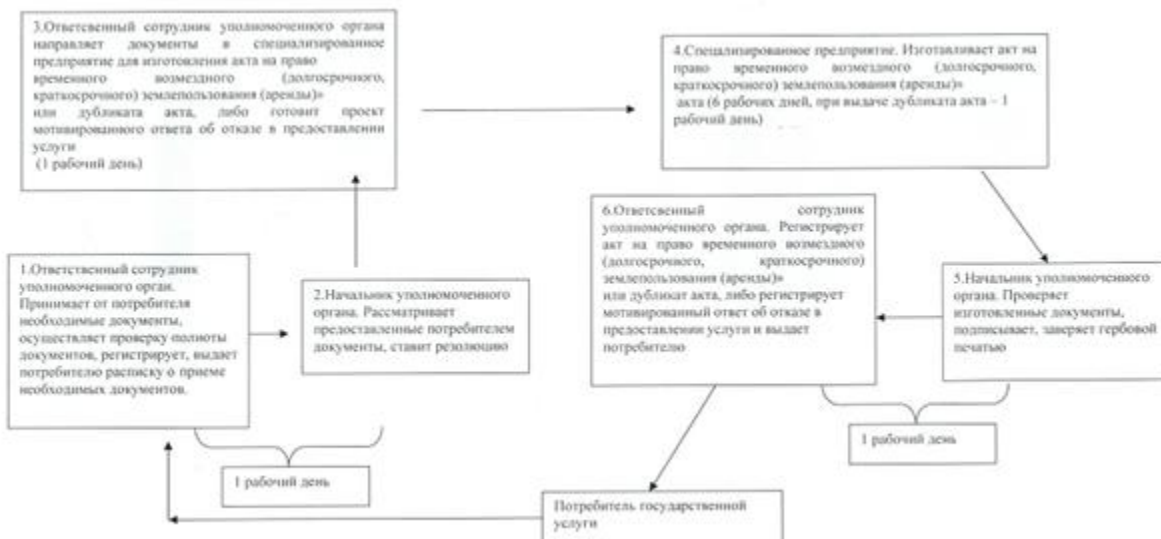 3.Ответсвенный сотрудник уполномоченного органа
направляет документы в специализированное
предприятие для изготовления акта на право
временного возмездного (долгосрочного,
краткосрочного) землепользования (аренды)»
или дубликата акта, либо готовит проект
мотивированного ответа об отказе в предоставлении
услуги
(1 рабочий день)
4.Спецализированное предприятие. Изготавливает акт на
право временного возмездного (долгосрочного,
краткосрочного) землепользования (аренды)»
акта (6 рабочих дней, при выдаче дубликата акта – 1
рабочий день)
1.Ответственный сотрудник
уполномоченного орган.
Принимает от потребителя
необходимые документы,
осуществляет проверку полноты
документов, регистрирует, выдает
потребителю расписку о приеме
необходимых документов.
2.Начальник уполномоченного
органа. Рассматривает
предоставленные потребителем
документы, ставит резолюцию
6.Ответсвенный сотрудник
уполномоченного органа. Регистрирует
акт на право временного возмездного
(долгосрочного, краткосрочного)
землепользования (аренды)»
или дубликат акта, либо регистрирует
мотивированный ответ об отказе в
предоставлении услуги и выдает
потребителю
5.Начальник уполномоченного
органа. Проверяет
изготовленные документы,
подписывает, заверяет гербовой
печатью
1 рабочий день
1 рабочий день
Потребитель государственной
услуги